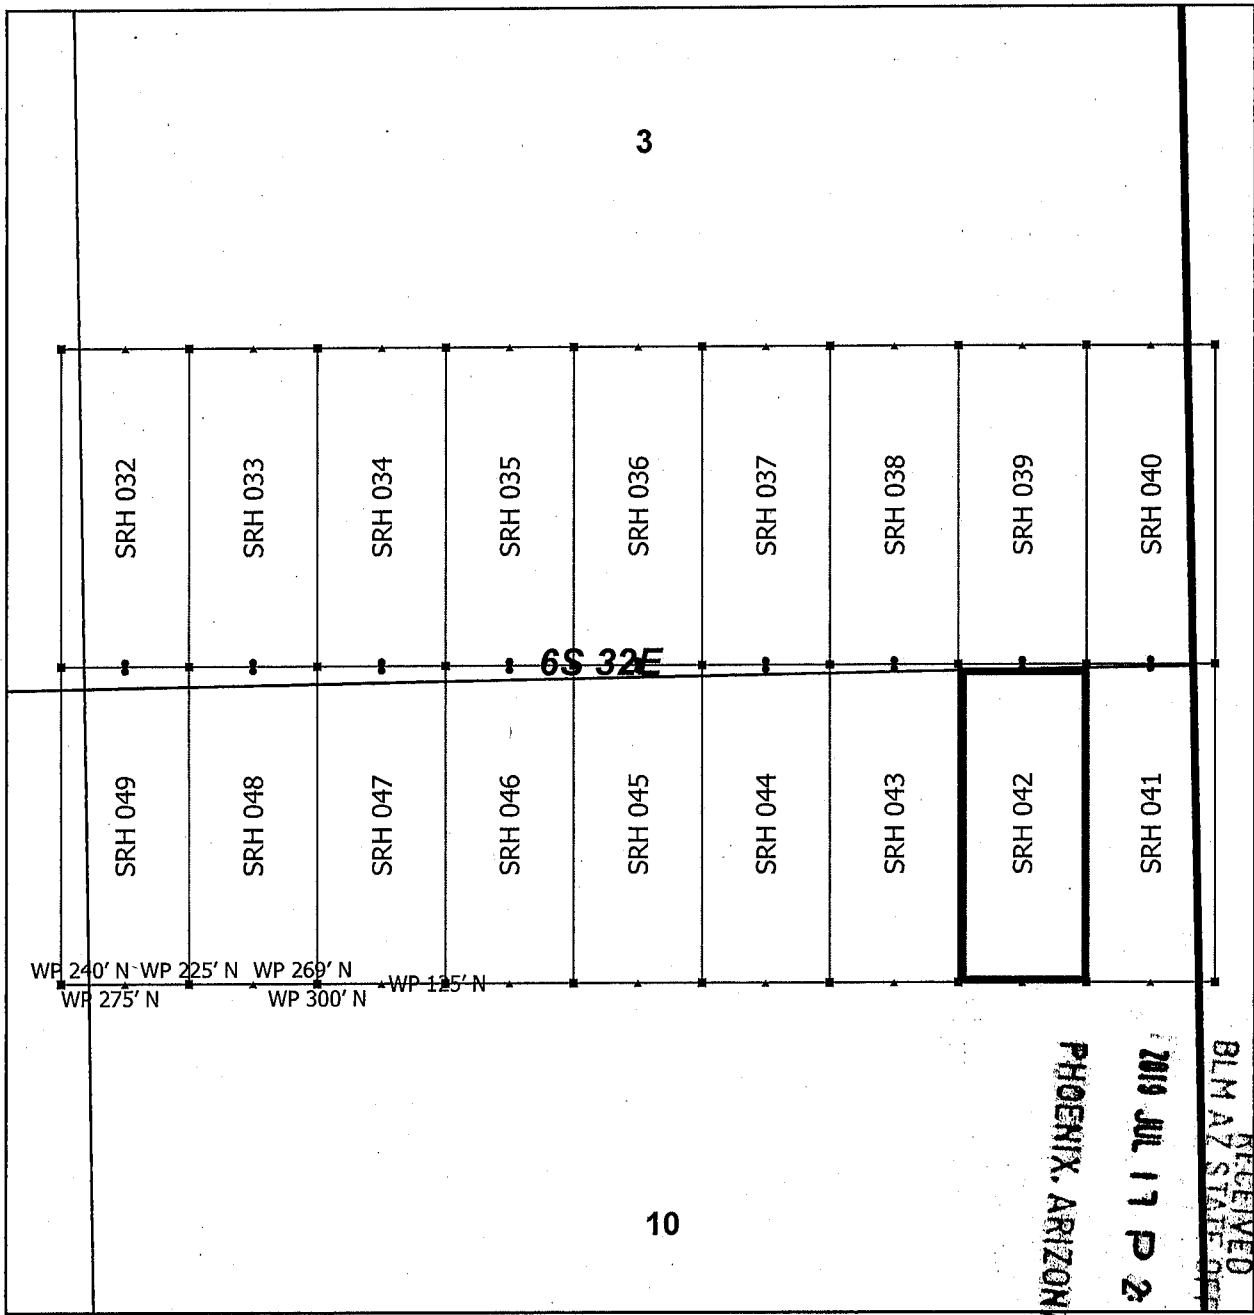 3
SRH 032
SRH 033
SRH 034
SRH 035
SRH 036
SRH 037
SRH 038
SRH 039
SRH 040
6S 32E
SRH 049
SRH 048
SRH 047
SRH 046
SRH 045
SRH 044
SRH 043
SRH 042
SRH 041
WP 240' N
WP 225' N
WP 269' N
WP 125' N
WP 275' N
WP 300' N
10
RECEIVED
BLM AZ STATE
2019 JUL 17 P 2:
PHOENIX, ARIZON